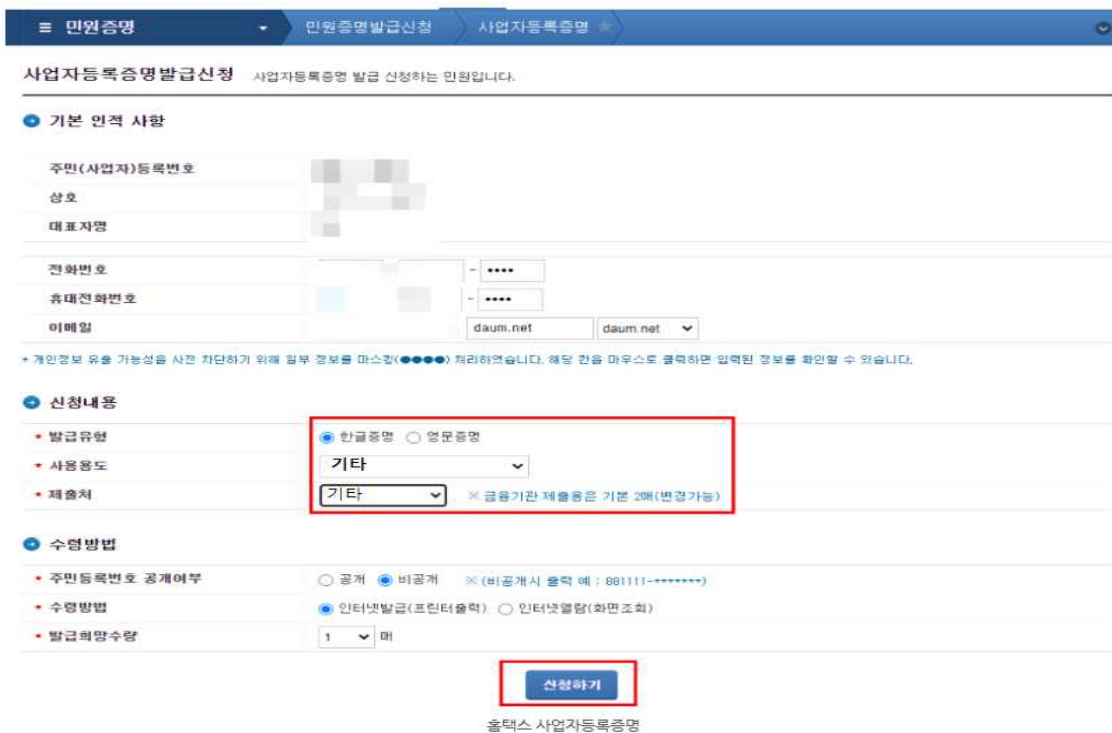 ≡ 민원증명 민원증명발급신청 사업자등록증명
사업자등록증명발급신청 사업자등록증명 발급 신청하는 민원입니다.
기본 인적 사항
주민(사업자)등록번호
상호
대표자명
전화번호 - ••••
휴대전화번호 - ••••
이메일 daum.net daum.net
* 개인정보 유출 가능성을 사전 차단하기 위해 일부 정보를 마스킹(●●●●) 처리하였습니다. 해당 칸을 마우스로 클릭하면 입력된 정보를 확인할 수 있습니다.
신청내용
• 발급유형 한글증명 영문증명
• 사용용도 기타
• 제출처 기타 ※ 금융기관 제출용은 기본 2매(변경가능)
수령방법
• 주민등록번호 공개여부 공개 비공개 ※ (비공개시 출력 예 : 881111-*******)
• 수령방법 인터넷발급(프린터출력) 인터넷열람(화면조회)
• 발급희망수량 1 매
신청하기
홈택스 사업자등록증명